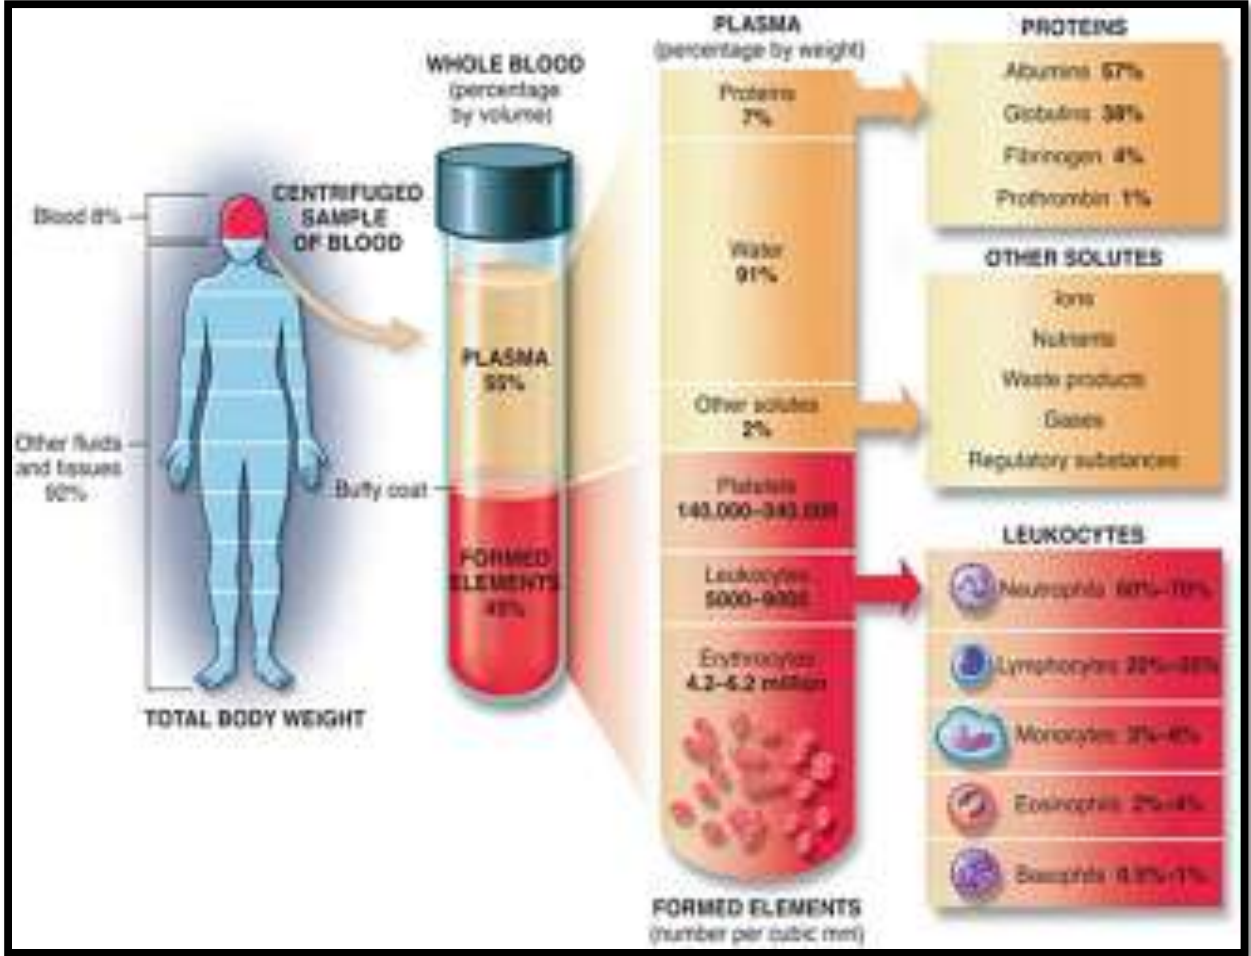 WHOLE BLOOD
(percentage
by volume)
Blood 8%
CENTRIFUGED
SAMPLE
OF BLOOD
Other fluids
and tissues
92%
TOTAL BODY WEIGHT
PLASMA
55%
Buffy coat
FORMED
ELEMENTS
45%
PLASMA
(percentage by weight)
Proteins
7%
Water
91%
Other solutes
2%
Platelets
140,000–340,000
Leukocytes
5000–9000
Erythrocytes
4.2–6.2 million
FORMED ELEMENTS
(number per cubic mm)
PROTEINS
Albumins 57%
Globulins 38%
Fibrinogen 4%
Prothrombin 1%
OTHER SOLUTES
Ions
Nutrients
Waste products
Gases
Regulatory substances
LEUKOCYTES
Neutrophils 60%–70%
Lymphocytes
Monocytes
Eosinophils 2%–4%
Basophils 0.5%–1%